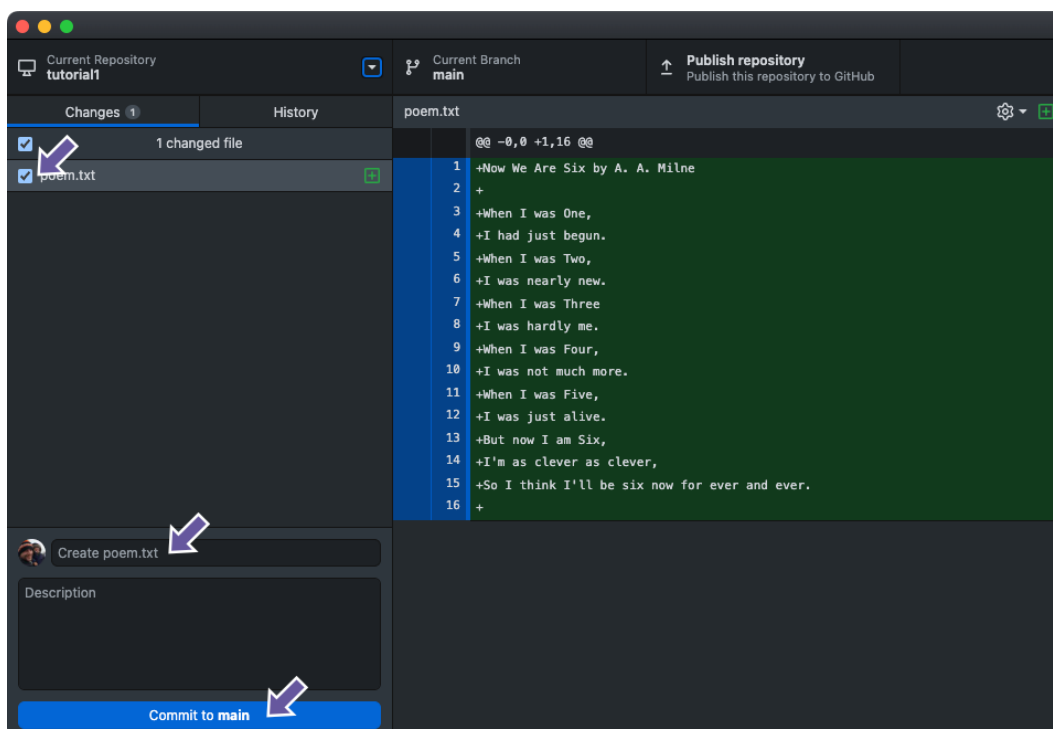 Current Repository
tutorial1
Current Branch
main
Publish repository
Publish this repository to GitHub
Changes 1
History
poem.txt
1 changed file
poem.txt
@@ -0,0 +1,16 @@
1 +Now We Are Six by A. A. Milne
2 +
3 +When I was One,
4 +I had just begun.
5 +When I was Two,
6 +I was nearly new.
7 +When I was Three
8 +I was hardly me.
9 +When I was Four,
10 +I was not much more.
11 +When I was Five,
12 +I was just alive.
13 +But now I am Six,
14 +I'm as clever as clever,
15 +So I think I'll be six now for ever and ever.
16 +
Create poem.txt
Description
Commit to main